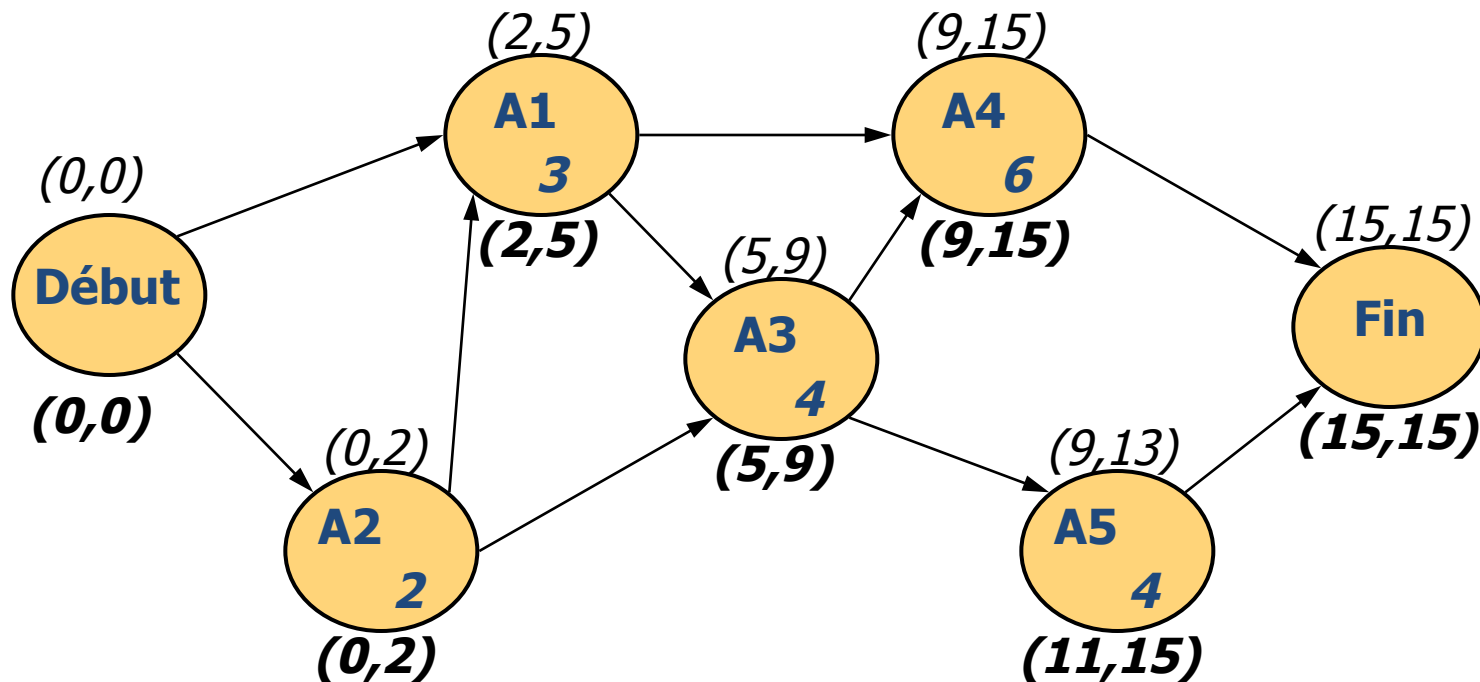 (2,5)
A1
3
(2,5)
(9,15)
A4
6
(9,15)
(0,0)
Début
(0,0)
(5,9)
A3
4
(5,9)
(15,15)
Fin
(15,15)
(0,2)
A2
2
(0,2)
(9,13)
A5
4
(11,15)